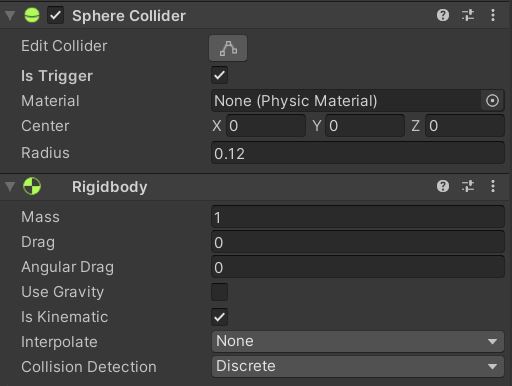 Sphere Collider
Edit Collider
Is Trigger
Material None (Physic Material)
Center X 0 Y 0 Z 0
Radius 0.12
Rigidbody
Mass 1
Drag 0
Angular Drag 0
Use Gravity
Is Kinematic
Interpolate None
Collision Detection Discrete